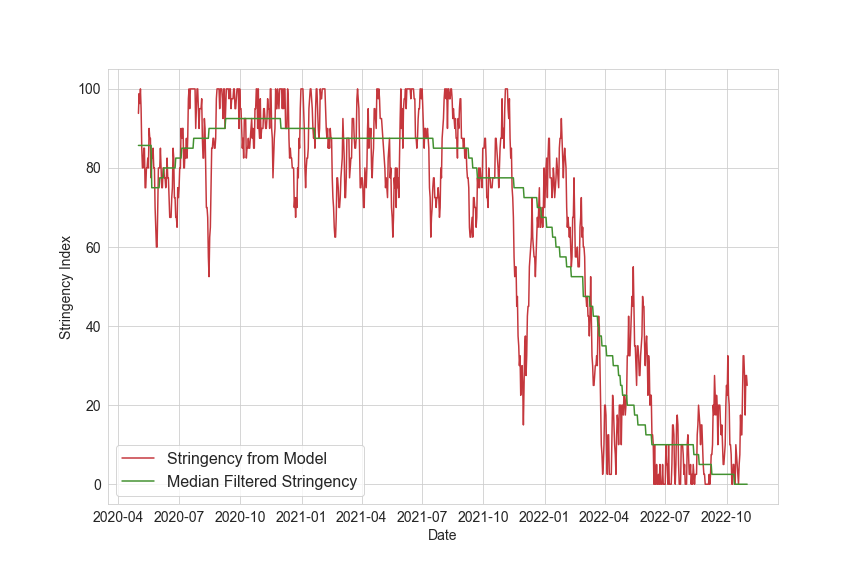 100
80
60
40
20
0
Stringency Index
Stringency from Model
Median Filtered Stringency
2020-04 2020-07 2020-10 2021-01 2021-04 2021-07 2021-10 2022-01 2022-04 2022-07 2022-10
Date